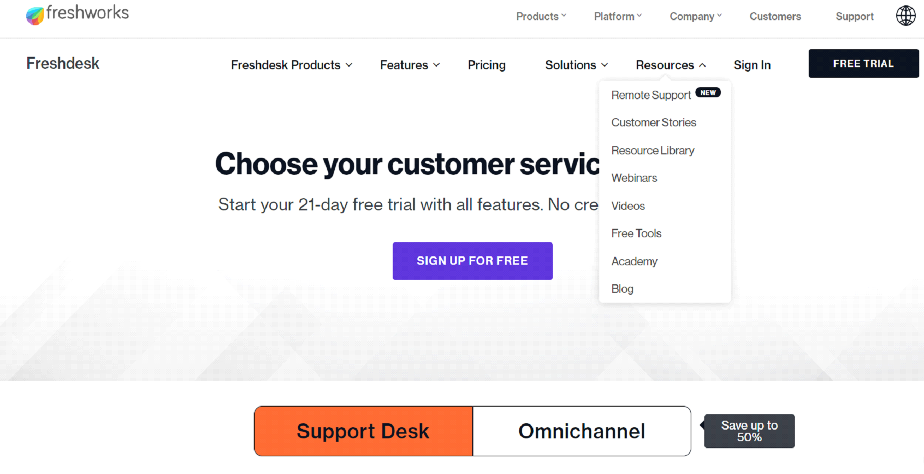 freshworks
Products Platform Company Customers Support
Freshdesk
Freshdesk Products Features Pricing Solutions Resources Sign In FREE TRIAL
Remote Support NEW
Customer Stories
Resource Library
Webinars
Videos
Free Tools
Academy
Blog
Choose your customer servic
Start your 21-day free trial with all features. No cre
SIGN UP FOR FREE
Support Desk Omnichannel
Save up to
50%